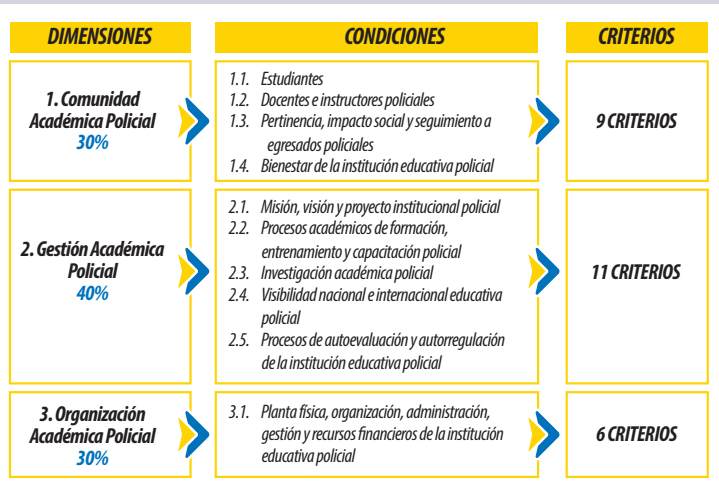 DIMENSIONES
CONDICIONES
CRITERIOS
1. Comunidad
Académica Policial
30%
1.1. Estudiantes
1.2. Docentes e instructores policiales
1.3. Pertinencia, impacto social y seguimiento a
egresados policiales
1.4. Bienestar de la institución educativa policial
9 CRITERIOS
2. Gestión Académica
Policial
40%
2.1. Misión, visión y proyecto institucional policial
2.2. Procesos académicos de formación,
entrenamiento y capacitación policial
2.3. Investigación académica policial
2.4. Visibilidad nacional e internacional educativa
policial
2.5. Procesos de autoevaluación y autorregulación
de la institución educativa policial
11 CRITERIOS
3. Organización
Académica Policial
30%
3.1. Planta física, organización, administración,
gestión y recursos financieros de la institución
educativa policial
6 CRITERIOS